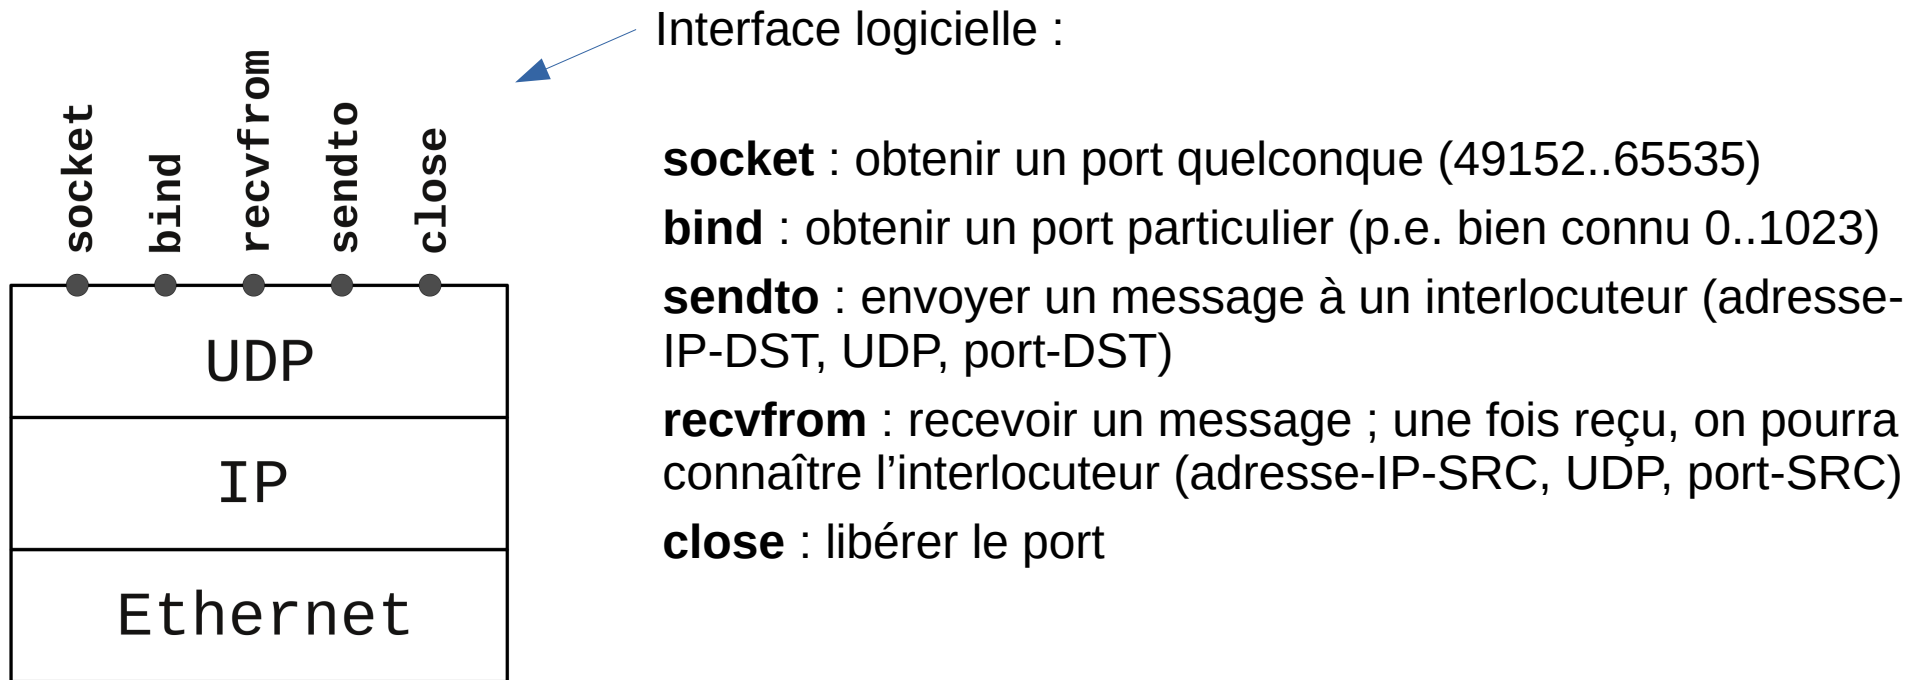 Interface logicielle :
socket
bind
recvfrom
sendto
close
UDP
IP
Ethernet
socket : obtenir un port quelconque (49152..65535)
bind : obtenir un port particulier (p.e. bien connu 0..1023)
sendto : envoyer un message à un interlocuteur (adresse-
IP-DST, UDP, port-DST)
recvfrom : recevoir un message ; une fois reçu, on pourra
connaître l’interlocuteur (adresse-IP-SRC, UDP, port-SRC)
close : libérer le port